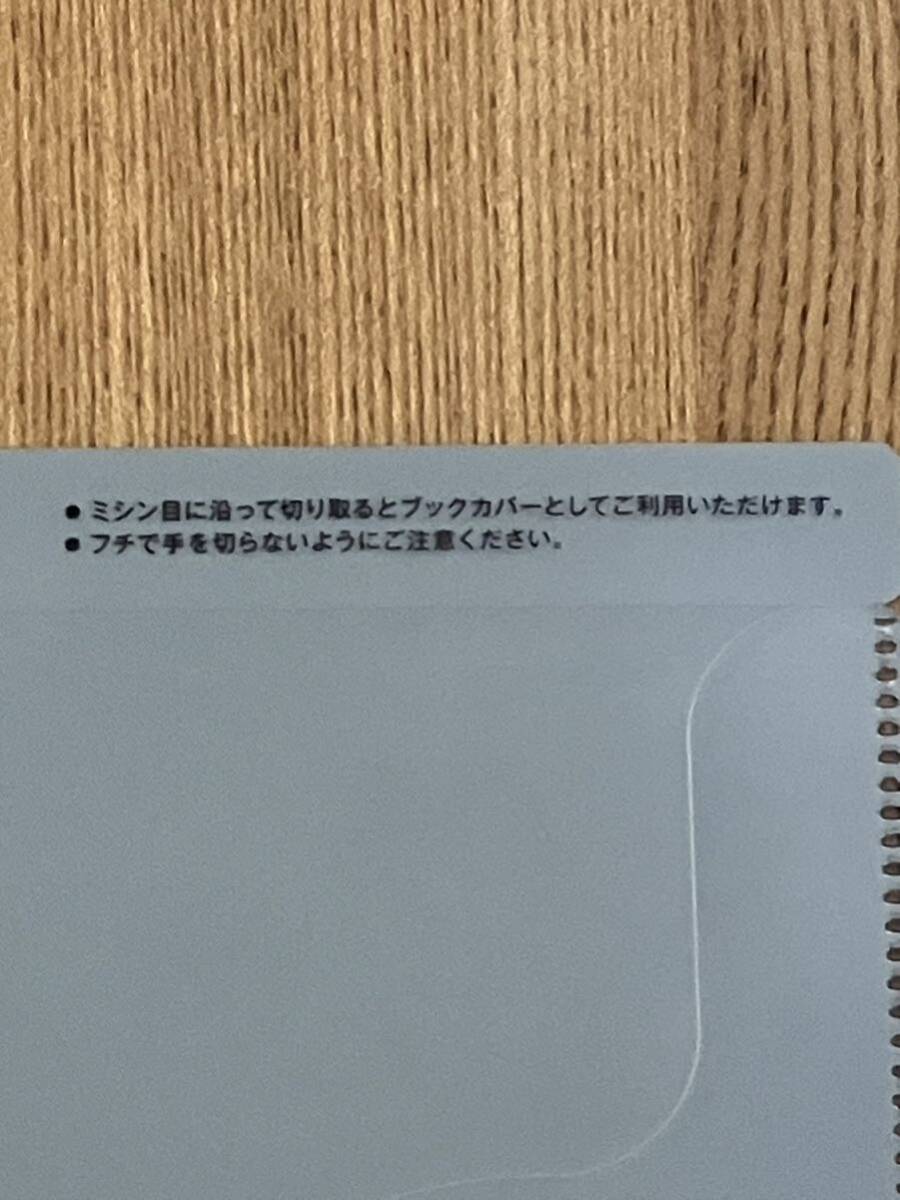 ● ミシン目に沿って切り取るとブックカバーとしてご利用いただけます。
● フチで手を切らないようにご注意ください。